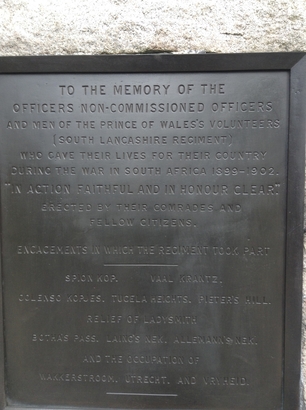 TO THE MEMORY OF THE
OFFICERS NON-COMMISSIONED OFFICERS
AND MEN OF THE PRINCE OF WALES'S VOLUNTEERS
(SOUTH LANCASHIRE REGIMENT)
WHO GAVE THEIR LIVES FOR THEIR COUNTRY
DURING THE WAR IN SOUTH AFRICA 1899-1902.
"IN ACTION FAITHFUL AND IN HONOUR CLEAR"
ERECTED BY THEIR COMRADES AND
FELLOW CITIZENS.
ENGAGEMENTS IN WHICH THE REGIMENT TOOK PART
SPION KOP. VAAL KRANTZ.
COLENSO KOPJES. TUGELA HEIGHTS. PIETER'S HILL.
RELIEF OF LADYSMITH
BOTHAS PASS. LAING'S NEK. ALLEMAN'S NEK.
AND THE OCCUPATION OF
WAKKERSTROOM. UTRECHT. AND VRYHEID.